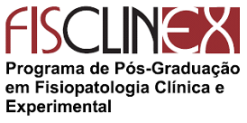 FISCLINEX
Programa de Pós-Graduação
em Fisiopatologia Clínica e
Experimental